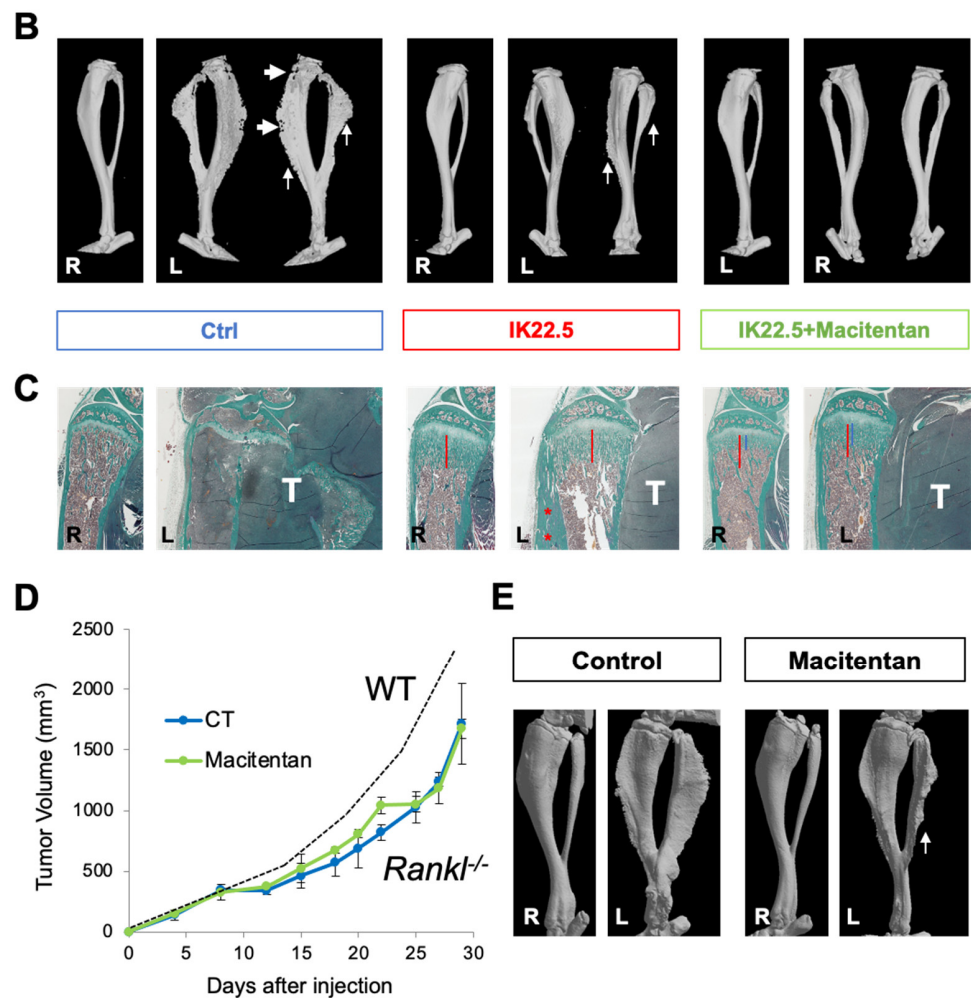 B
R
L
R
L
L
R
Ctrl
IK22.5
IK22.5+Macitentan
C
R
L
T
R
L
* *
T
R
L
T
D
2500
2000
1500
1000
500
0
Tumor Volume (mm³)
WT
CT
Macitentan
Rankl-/-
0 5 10 15 20 25 30
Days after injection
E
Control
Macitentan
R
L
R
L